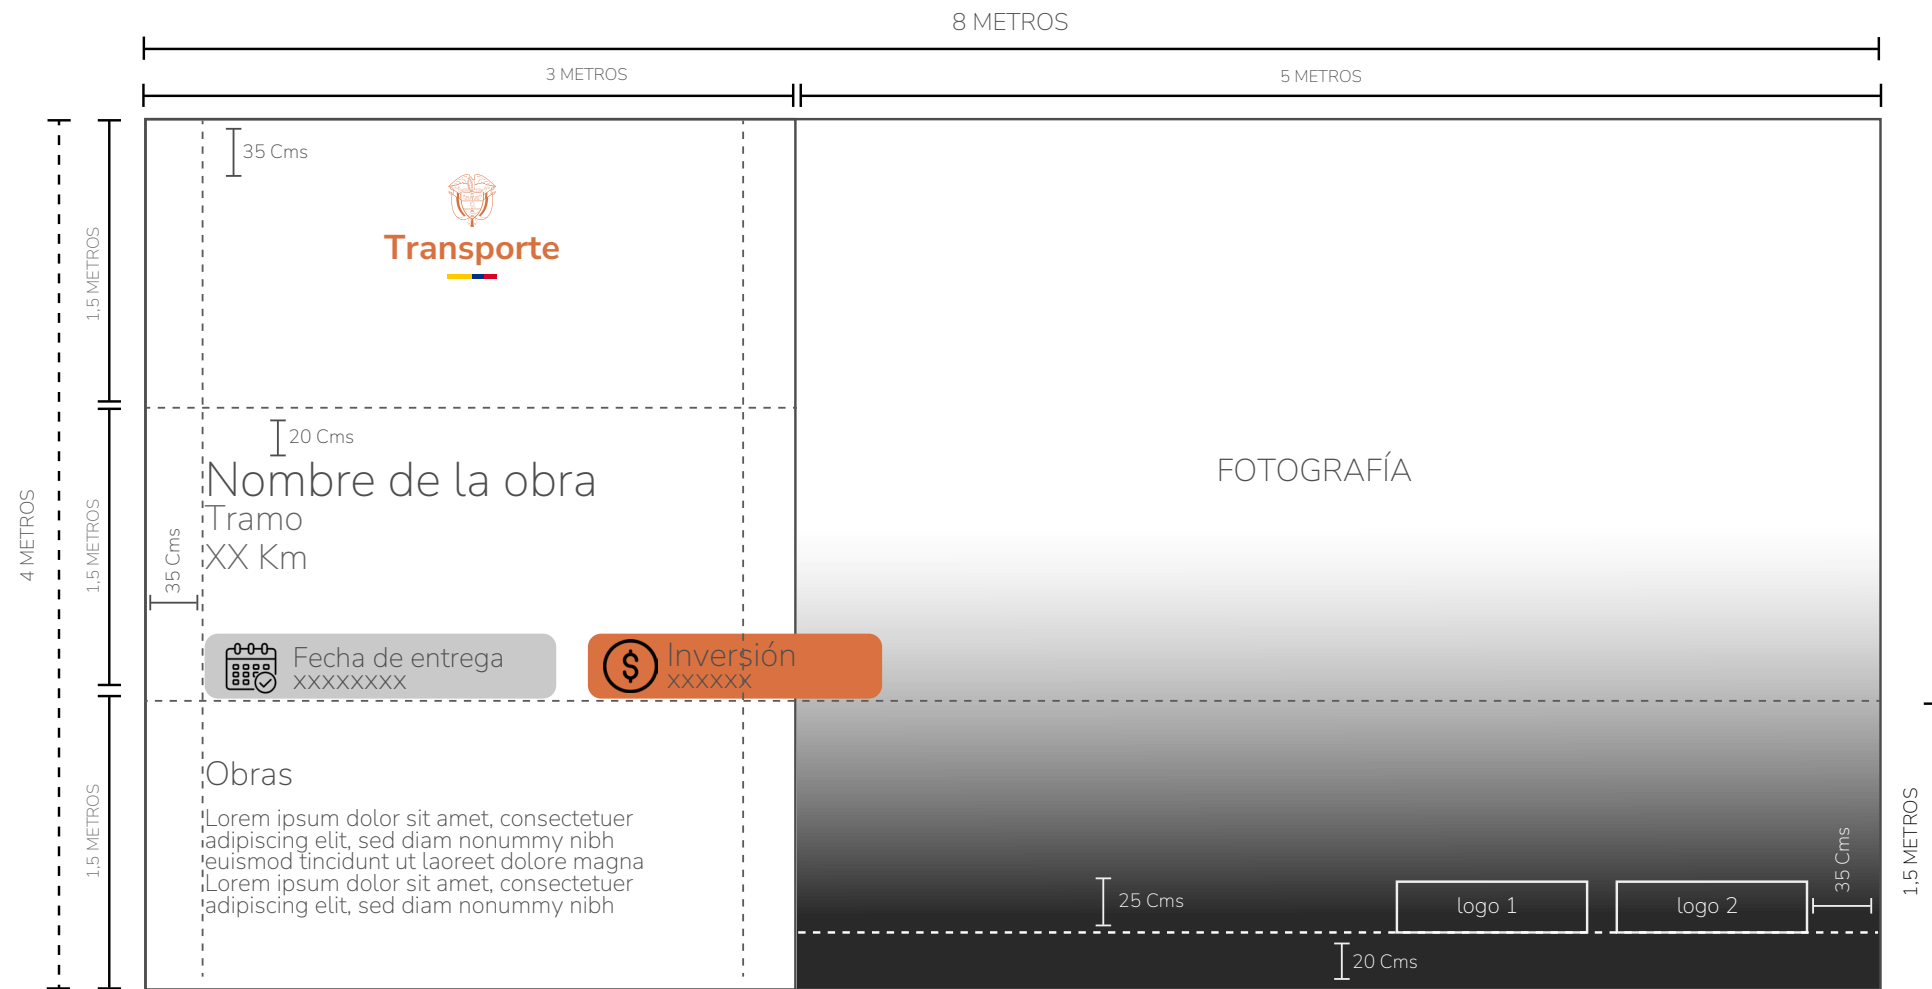 8 METROS
3 METROS
5 METROS
35 Cms
Transporte
1,5 METROS
20 Cms
Nombre de la obra
Tramo
XX Km
35 Cms
4 METROS
1,5 METROS
FOTOGRAFÍA
Fecha de entrega
XXXXXXXX
$
Inversión
XXXXXX
Obras
Lorem ipsum dolor sit amet, consectetuer
adipiscing elit, sed diam nonummy nibh
euismod tincidunt ut laoreet dolore magna
Lorem ipsum dolor sit amet, consectetuer
adipiscing elit, sed diam nonummy nibh
1,5 METROS
25 Cms
logo 1
logo 2
35 Cms
1,5 METROS
20 Cms